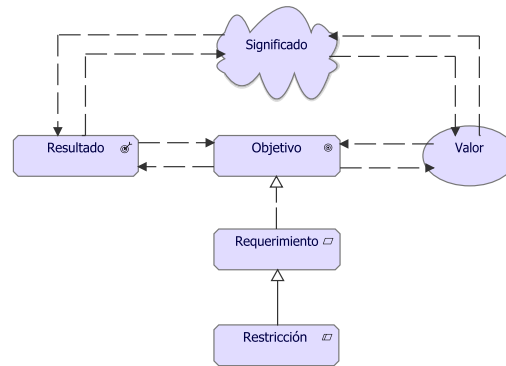 Significado
Resultado
Objetivo
Valor
Requerimiento
Restricción